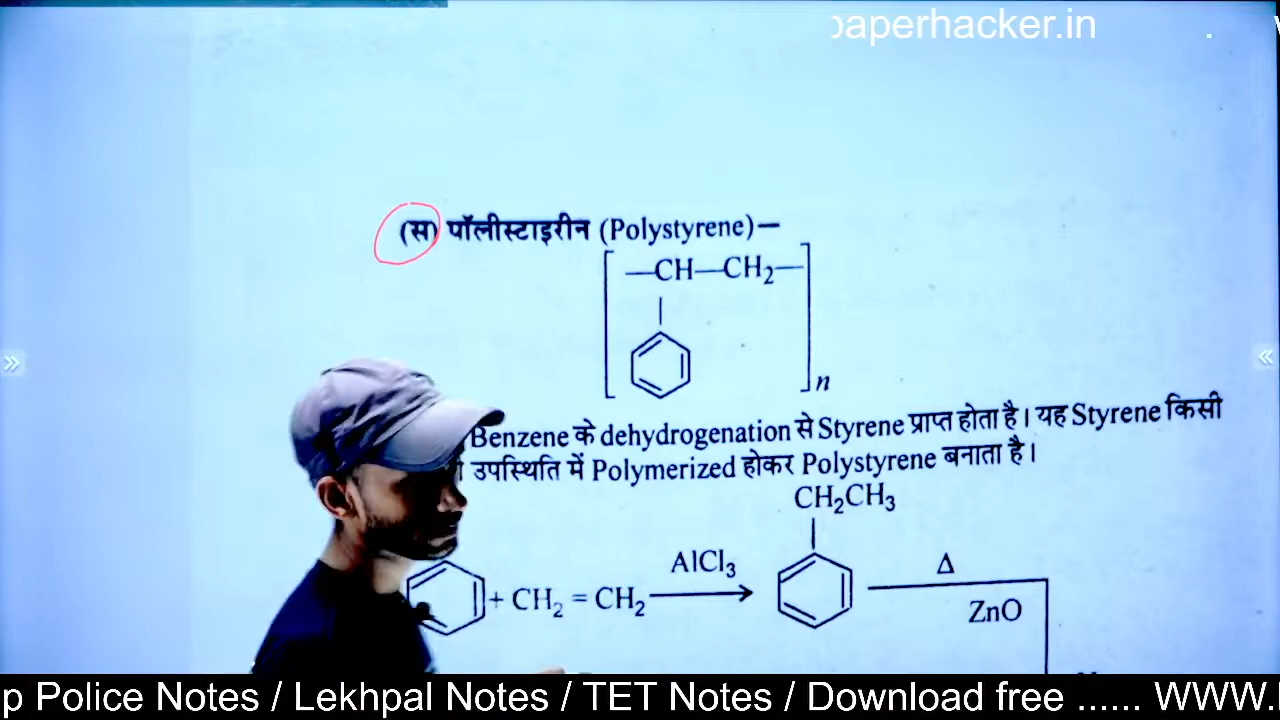 paperhacker.in .
(स) पॉलीस्टाइरीन (Polystyrene)—
—CH—CH₂—
n
Benzene के dehydrogenation से Styrene प्राप्त होता है। यह Styrene किसी
उपस्थिति में Polymerized होकर Polystyrene बनाता है।
CH₂CH₃
AlCl₃ Δ
+ CH₂ = CH₂
ZnO
p Police Notes / Lekhpal Notes / TET Notes / Download free ...... WWW.